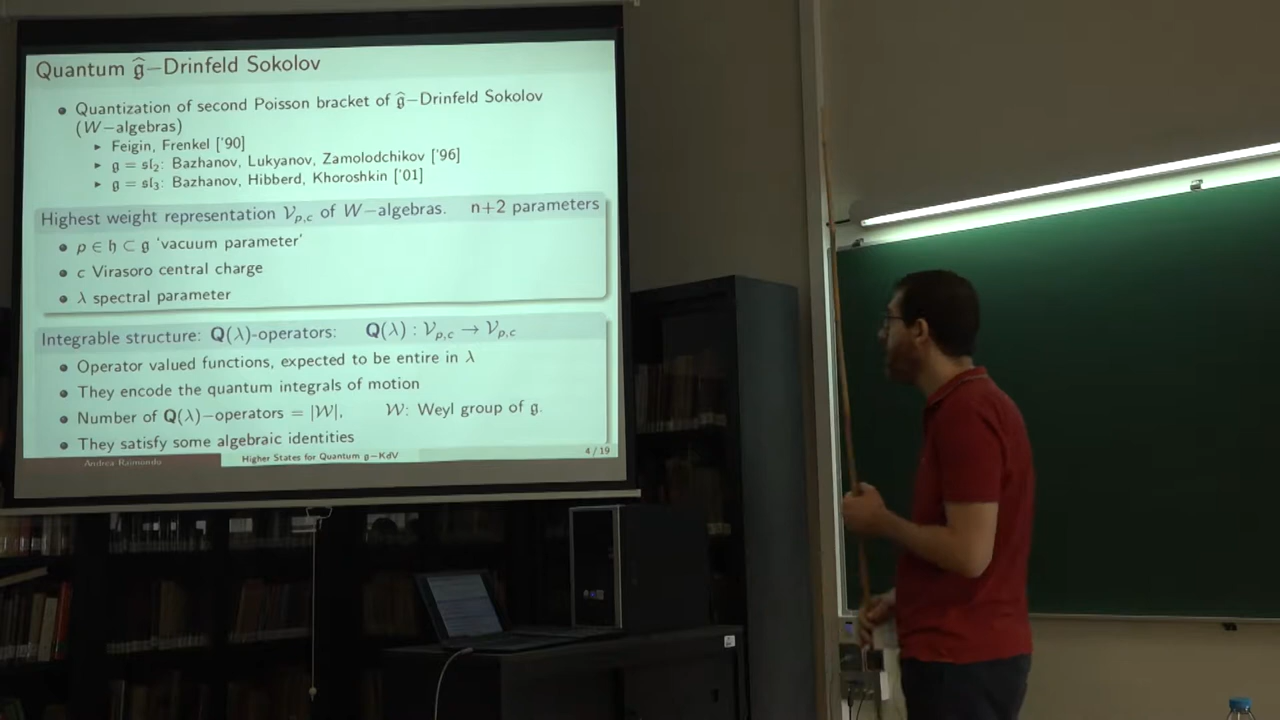 Quantum ĝ−Drinfeld Sokolov
• Quantization of second Poisson bracket of ĝ−Drinfeld Sokolov
(W−algebras)
► Feigin, Frenkel ['90]
► 𝔤 = 𝔰𝔩₂: Bazhanov, Lukyanov, Zamolodchikov ['96]
► 𝔤 = 𝔰𝔩₃: Bazhanov, Hibberd, Khoroshkin ['01]
Highest weight representation 𝒱_{p,c} of W−algebras. n+2 parameters
• p ∈ 𝔥 ⊂ 𝔤 'vacuum parameter'
• c Virasoro central charge
• λ spectral parameter
Integrable structure: Q(λ)-operators: Q(λ) : 𝒱_{p,c} → 𝒱_{p,c}
• Operator valued functions, expected to be entire in λ
• They encode the quantum integrals of motion
• Number of Q(λ)−operators = |𝒲|, 𝒲: Weyl group of 𝔤.
• They satisfy some algebraic identities
Andrea Raimondo Higher States for Quantum 𝔤−KdV 4 / 19